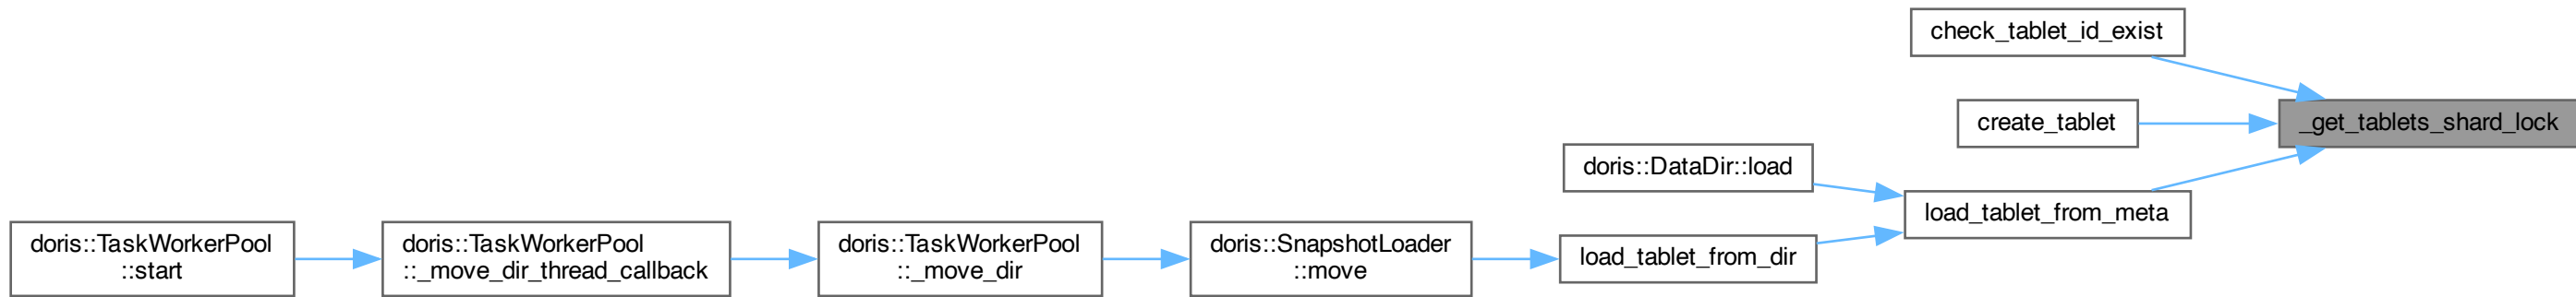 check_tablet_id_exist
create_tablet
_get_tablets_shard_lock
doris::DataDir::load
load_tablet_from_meta
doris::TaskWorkerPool
::start
doris::TaskWorkerPool
::_move_dir_thread_callback
doris::TaskWorkerPool
::_move_dir
doris::SnapshotLoader
::move
load_tablet_from_dir